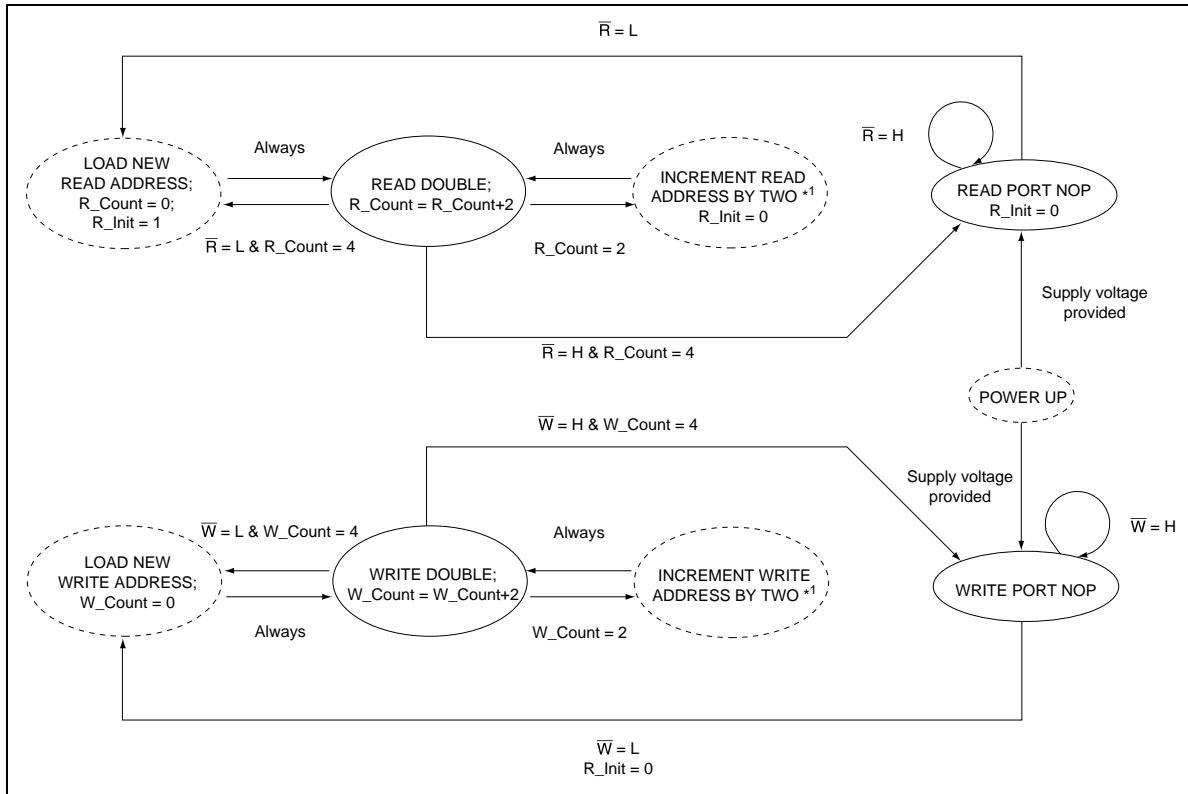 R̅ = L
R̅ = H
Always
Always
LOAD NEW
READ ADDRESS;
R_Count = 0;
R_Init = 1
READ DOUBLE;
R_Count = R_Count+2
INCREMENT READ
ADDRESS BY TWO *1
R_Init = 0
READ PORT NOP
R_Init = 0
R̅ = L & R_Count = 4
R_Count = 2
Supply voltage
provided
R̅ = H & R_Count = 4
POWER UP
W̅ = H & W_Count = 4
Supply voltage
provided
W̅ = L & W_Count = 4
Always
W̅ = H
LOAD NEW
WRITE ADDRESS;
W_Count = 0
WRITE DOUBLE;
W_Count = W_Count+2
INCREMENT WRITE
ADDRESS BY TWO *1
WRITE PORT NOP
Always
W_Count = 2
W̅ = L
R_Init = 0